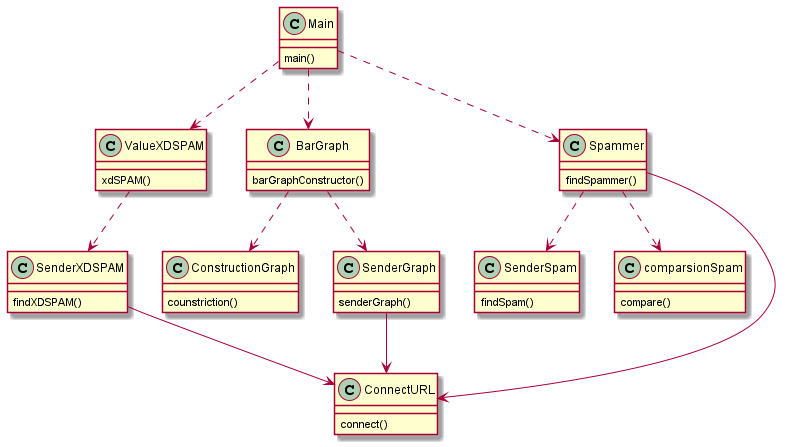 C Main
main()
C ValueXDSPAM
xdSPAM()
C BarGraph
barGraphConstructor()
C Spammer
findSpammer()
C SenderXDSPAM
findXDSPAM()
C ConstructionGraph
counstriction()
C SenderGraph
senderGraph()
C SenderSpam
findSpam()
C comparsionSpam
compare()
C ConnectURL
connect()